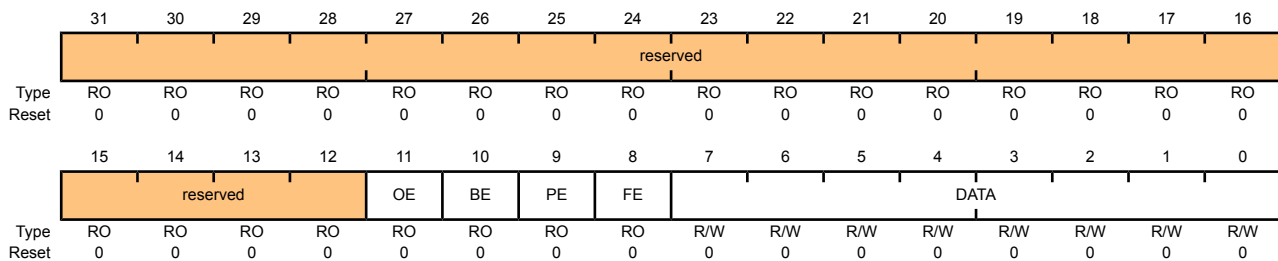 31 30 29 28 27 26 25 24 23 22 21 20 19 18 17 16
reserved
Type RO RO RO RO RO RO RO RO RO RO RO RO RO RO RO RO
Reset 0 0 0 0 0 0 0 0 0 0 0 0 0 0 0 0
15 14 13 12 11 10 9 8 7 6 5 4 3 2 1 0
reserved OE BE PE FE DATA
Type RO RO RO RO RO RO RO RO R/W R/W R/W R/W R/W R/W R/W R/W
Reset 0 0 0 0 0 0 0 0 0 0 0 0 0 0 0 0